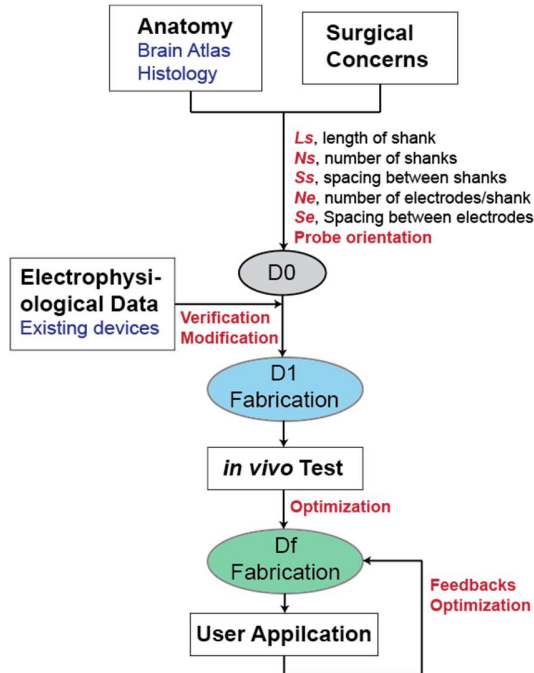 Anatomy
Brain Atlas
Histology
Surgical
Concerns
Ls, length of shank
Ns, number of shanks
Ss, spacing between shanks
Ne, number of electrodes/shank
Se, Spacing between electrodes
Probe orientation
D0
Electrophysi-
ological Data
Existing devices
Verification
Modification
D1
Fabrication
in vivo Test
Optimization
Df
Fabrication
Feedbacks
Optimization
User Appilcation